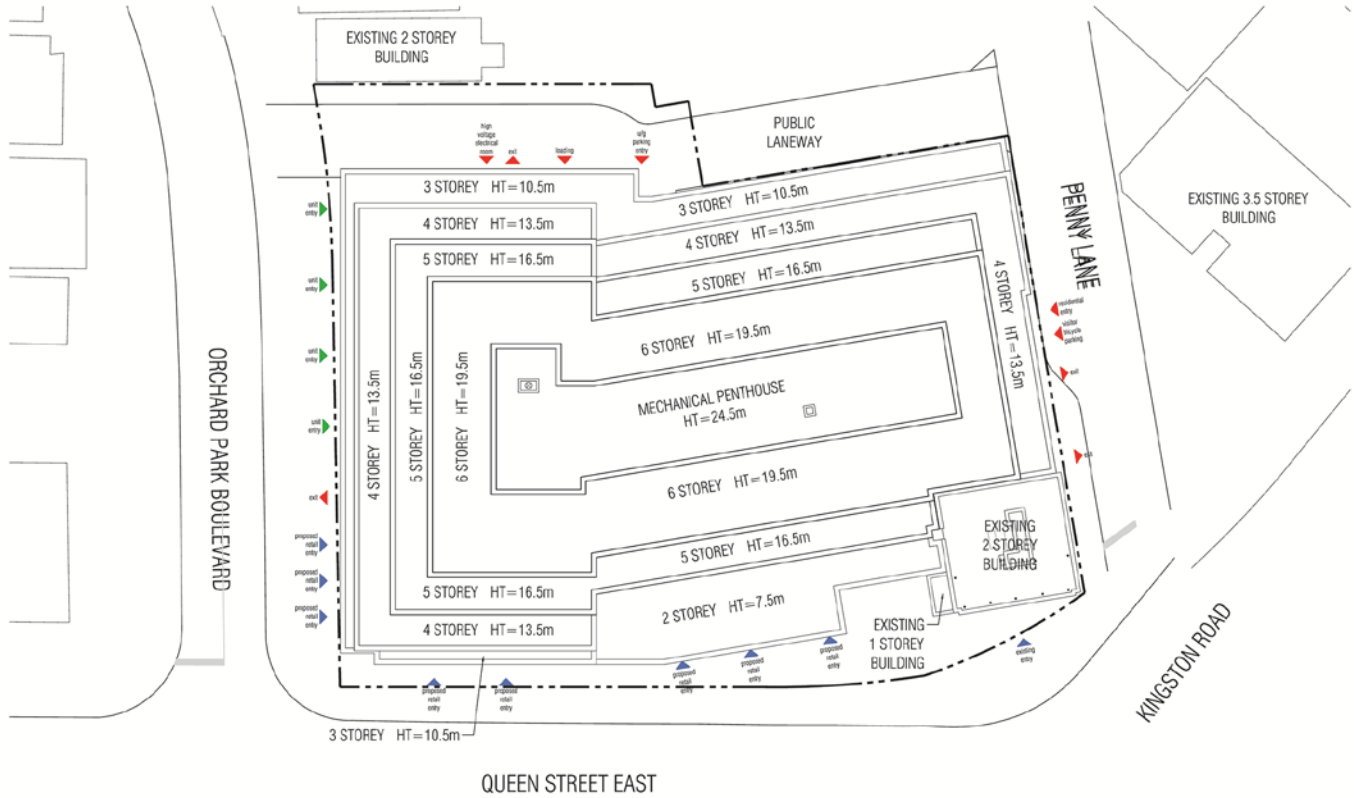 EXISTING 2 STOREY
BUILDING
PUBLIC
LANEWAY
high
voltage
electrical
room
exit
loading
u/g
parking
entry
3 STOREY HT=10.5m
3 STOREY HT=10.5m
4 STOREY HT=13.5m
4 STOREY HT=13.5m
5 STOREY HT=16.5m
5 STOREY HT=16.5m
PENNY LANE
EXISTING 3.5 STOREY
BUILDING
unit
entry
unit
entry
unit
entry
unit
entry
exit
proposed
retail
entry
proposed
retail
entry
proposed
retail
entry
ORCHARD PARK BOULEVARD
4 STOREY HT=13.5m
5 STOREY HT=16.5m
6 STOREY HT=19.5m
6 STOREY HT=19.5m
MECHANICAL PENTHOUSE
HT=24.5m
6 STOREY HT=19.5m
4 STOREY HT=13.5m
residential
entry
visitor
bicycle
parking
exit
exit
5 STOREY HT=16.5m
5 STOREY HT=16.5m
4 STOREY HT=13.5m
2 STOREY HT=7.5m
EXISTING
2 STOREY
BUILDING
EXISTING
1 STOREY
BUILDING
existing
entry
proposed
retail
entry
proposed
retail
entry
proposed
retail
entry
proposed
retail
entry
proposed
retail
entry
3 STOREY HT=10.5m
KINGSTON ROAD
QUEEN STREET EAST